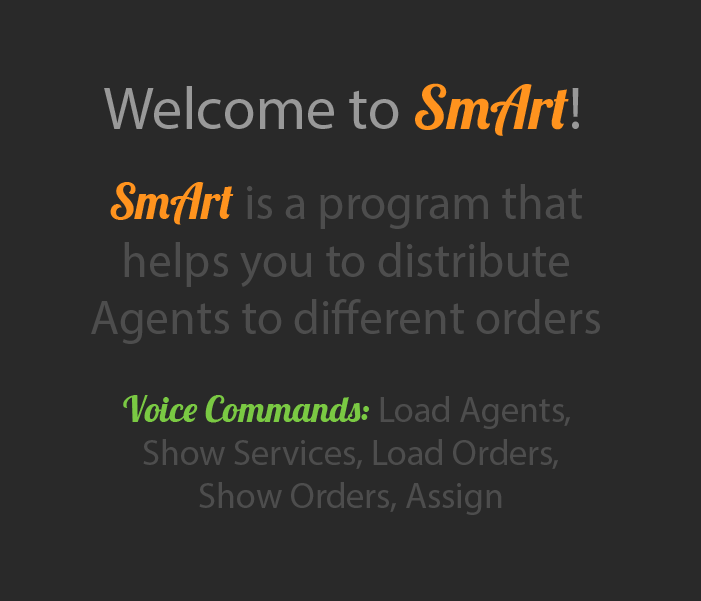 Welcome to SmArt!
SmArt is a program that
helps you to distribute
Agents to different orders
Voice Commands: Load Agents,
Show Services, Load Orders,
Show Orders, Assign